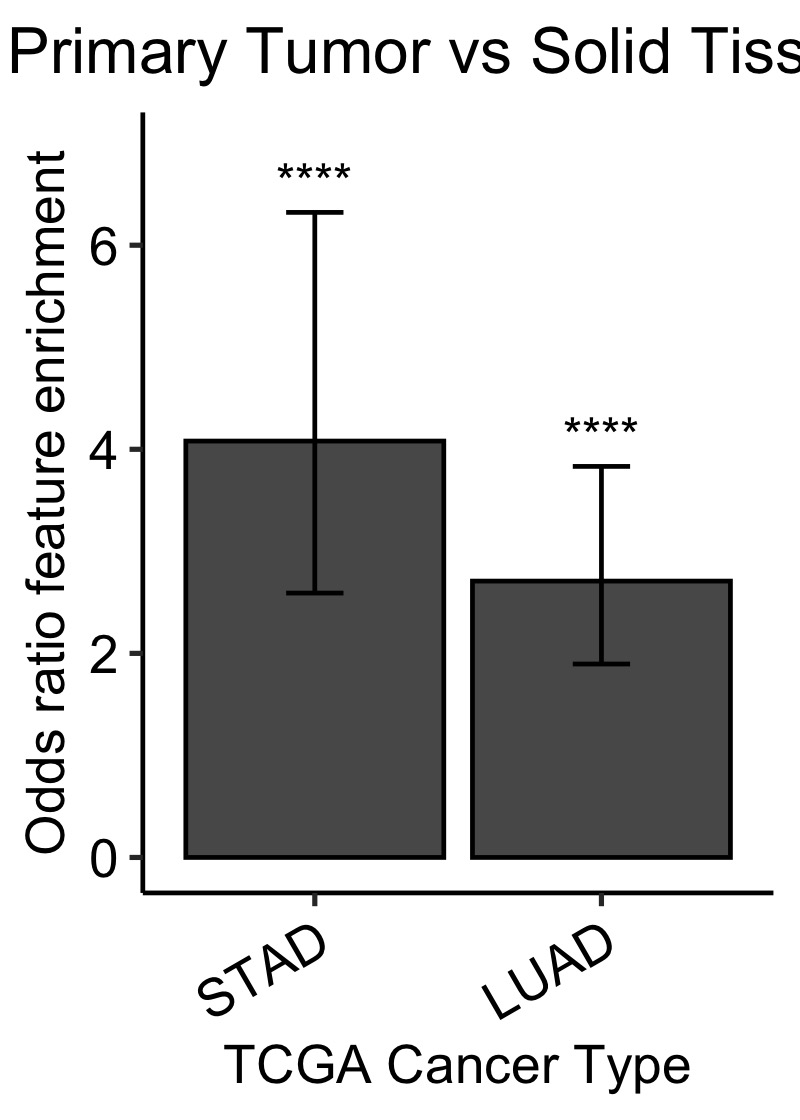 Primary Tumor vs Solid Tiss
****
****
Odds ratio feature enrichment
6
4
2
0
STAD
LUAD
TCGA Cancer Type